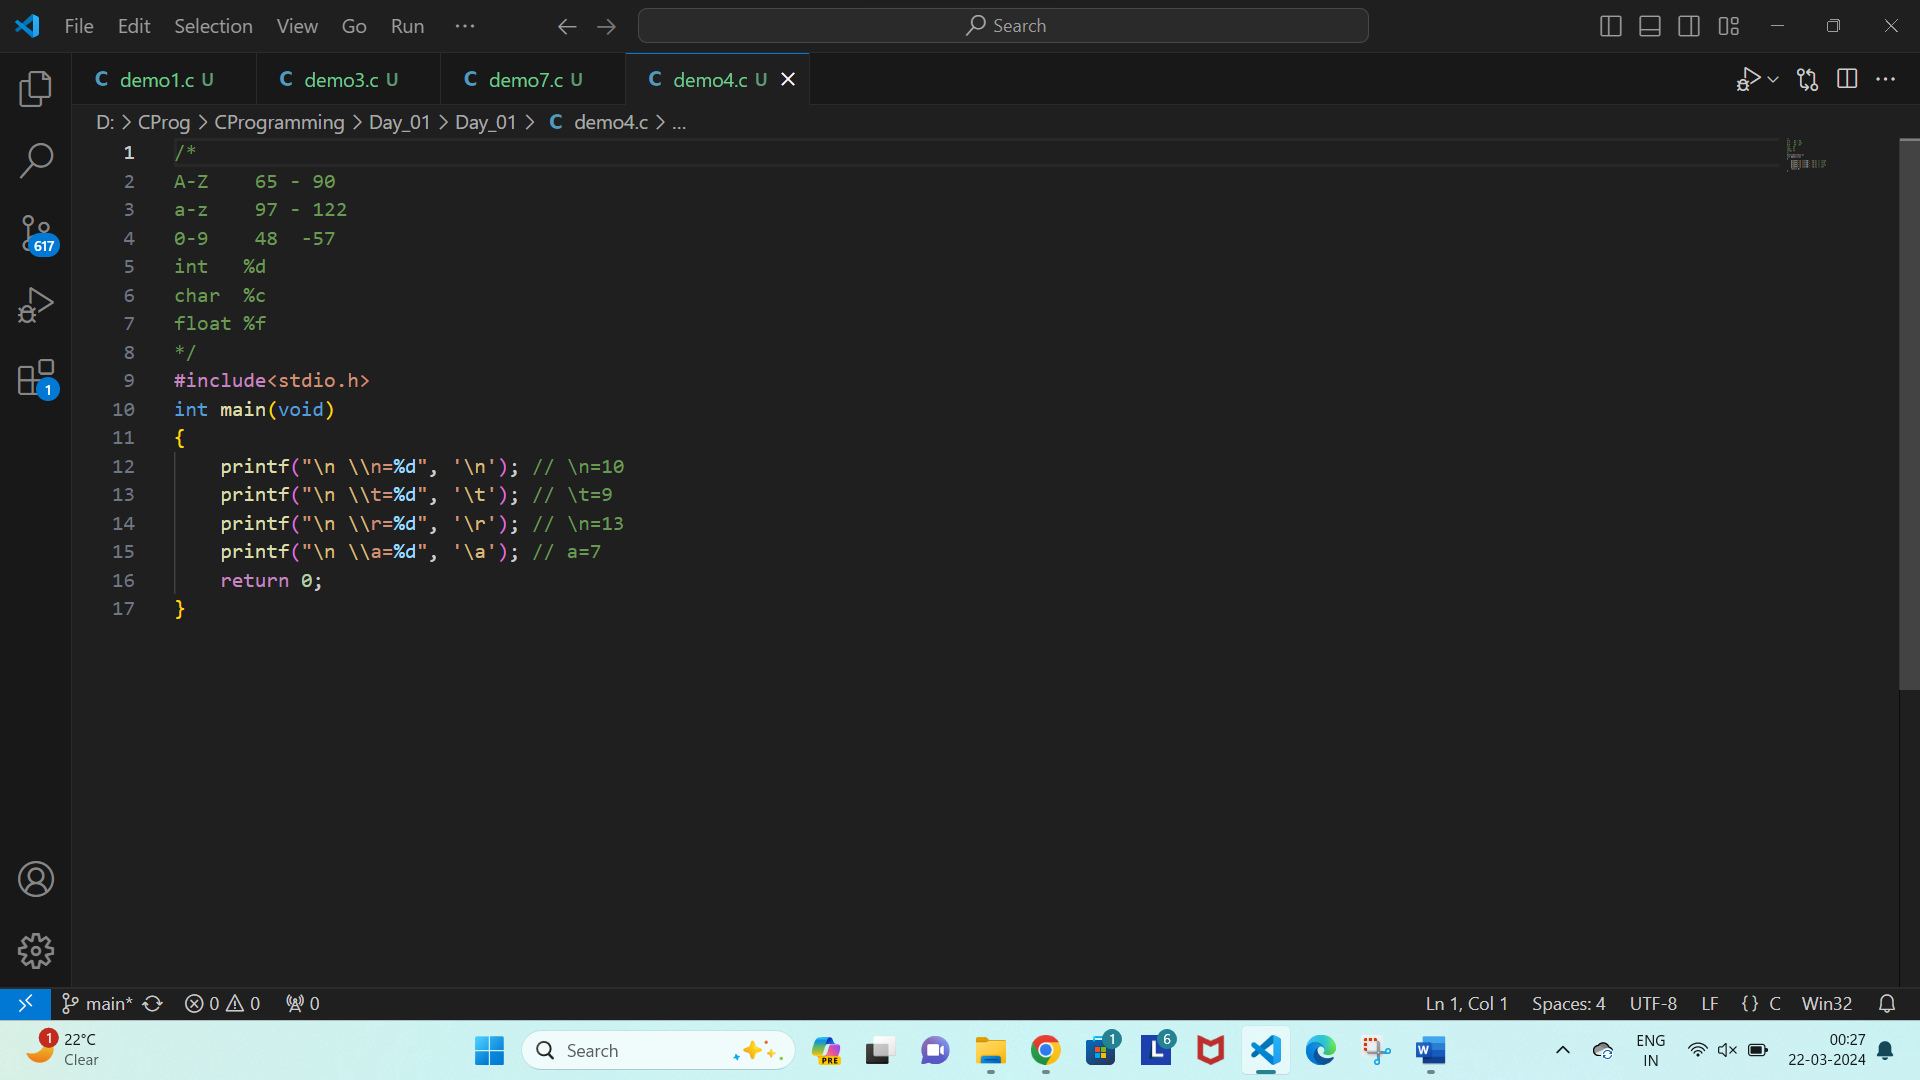 File Edit Selection View Go Run ···
Search
C demo1.c U
C demo3.c U
C demo7.c U
C demo4.c U
D: > CProg > CProgramming > Day_01 > Day_01 > C demo4.c > ...
1 /*
2 A-Z    65 - 90
3 a-z    97 - 122
4 0-9    48  -57
5 int   %d
6 char  %c
7 float %f
8 */
9 #include<stdio.h>
10 int main(void)
11 {
12     printf("\n \\n=%d", '\n'); // \n=10
13     printf("\n \\t=%d", '\t'); // \t=9
14     printf("\n \\r=%d", '\r'); // \n=13
15     printf("\n \\a=%d", '\a'); // a=7
16     return 0;
17 }
617
1
main* 0 0 0
Ln 1, Col 1 Spaces: 4 UTF-8 LF {} C Win32
1 22°C
Clear
Search
PRE
1
L 6
W
ENG
IN
00:27
22-03-2024